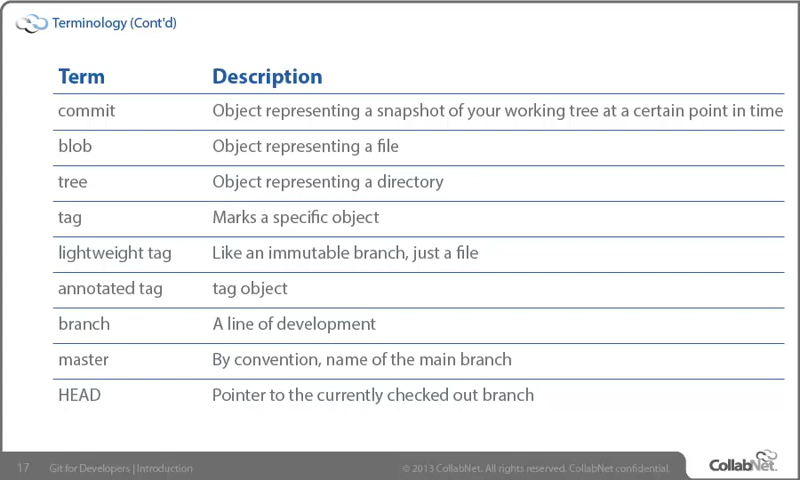 Terminology (Cont'd)
Term Description
commit Object representing a snapshot of your working tree at a certain point in time
blob Object representing a file
tree Object representing a directory
tag Marks a specific object
lightweight tag Like an immutable branch, just a file
annotated tag tag object
branch A line of development
master By convention, name of the main branch
HEAD Pointer to the currently checked out branch
17 Git for Developers | Introduction © 2013 CollabNet. All rights reserved. CollabNet confidential. CollabNet.